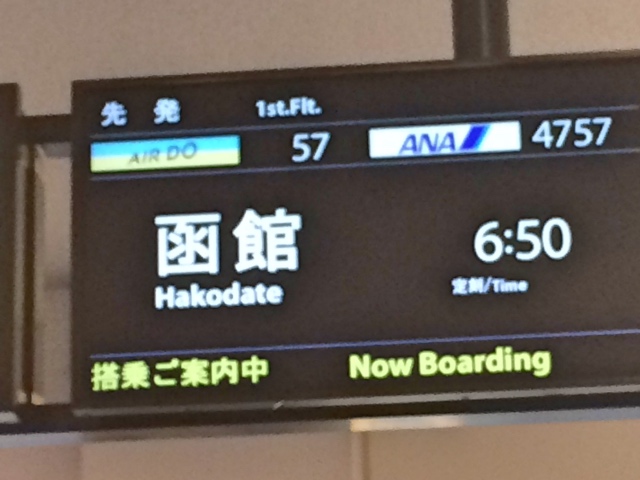 先発 1st.Flt.
AIR DO 57 ANA 4757
函館 6:50
Hakodate 定刻/Time
搭乗ご案内中 Now Boarding